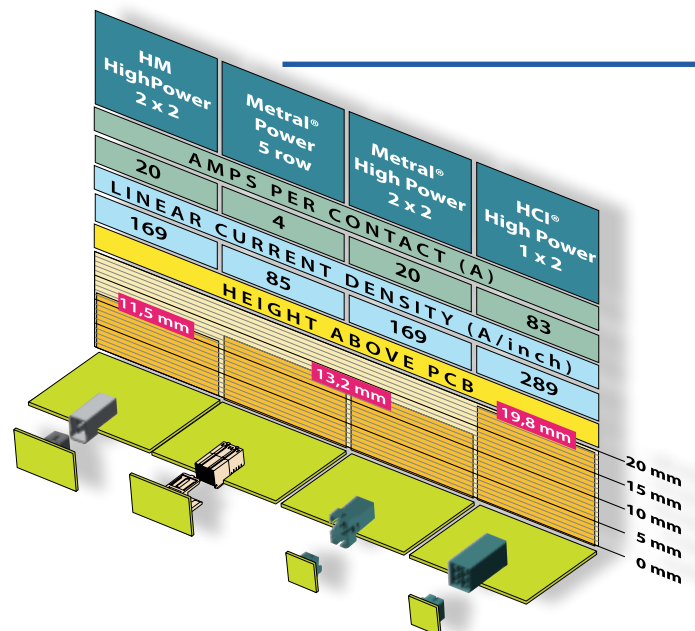 HM
HighPower
2 x 2
Metral®
Power
5 row
Metral®
High Power
2 x 2
HCI®
High Power
1 x 2
AMPS PER CONTACT (A)
20
4
20
83
LINEAR CURRENT DENSITY (A/inch)
169
85
169
289
HEIGHT ABOVE PCB
11,5 mm
13,2 mm
19,8 mm
20 mm
15 mm
10 mm
5 mm
0 mm